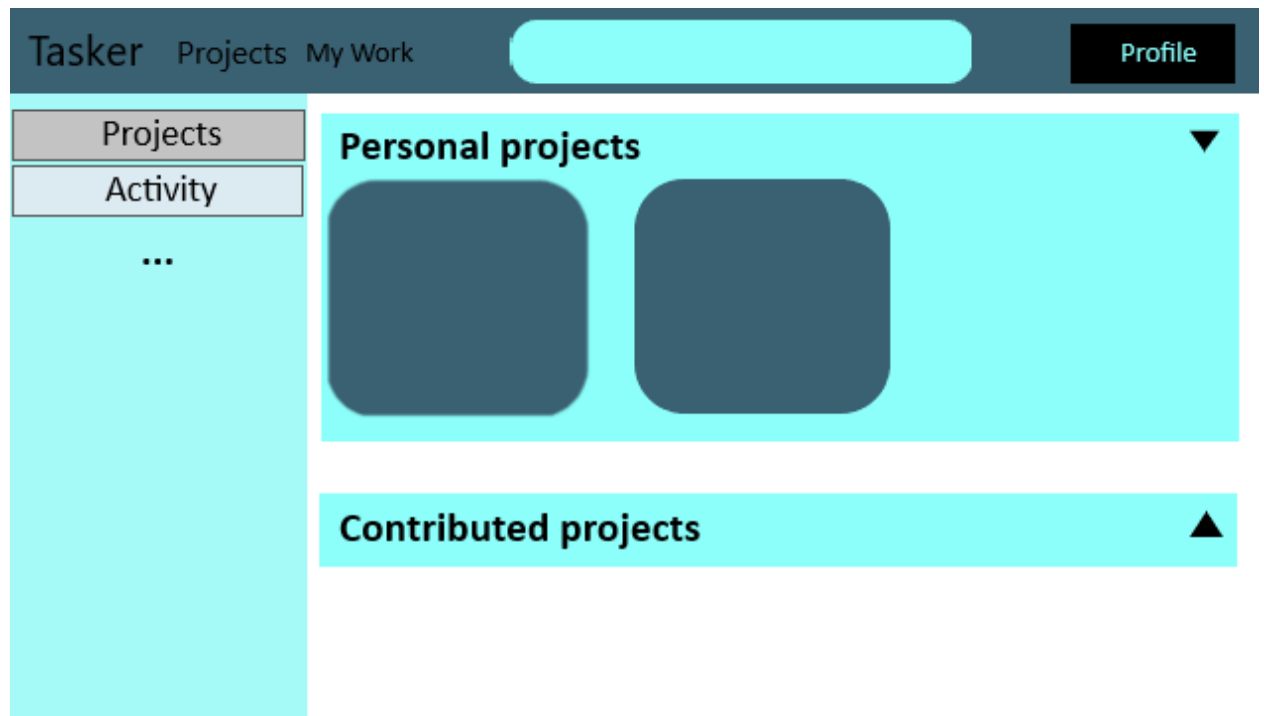 Tasker Projects My Work Profile
Projects
Activity
...
Personal projects
Contributed projects